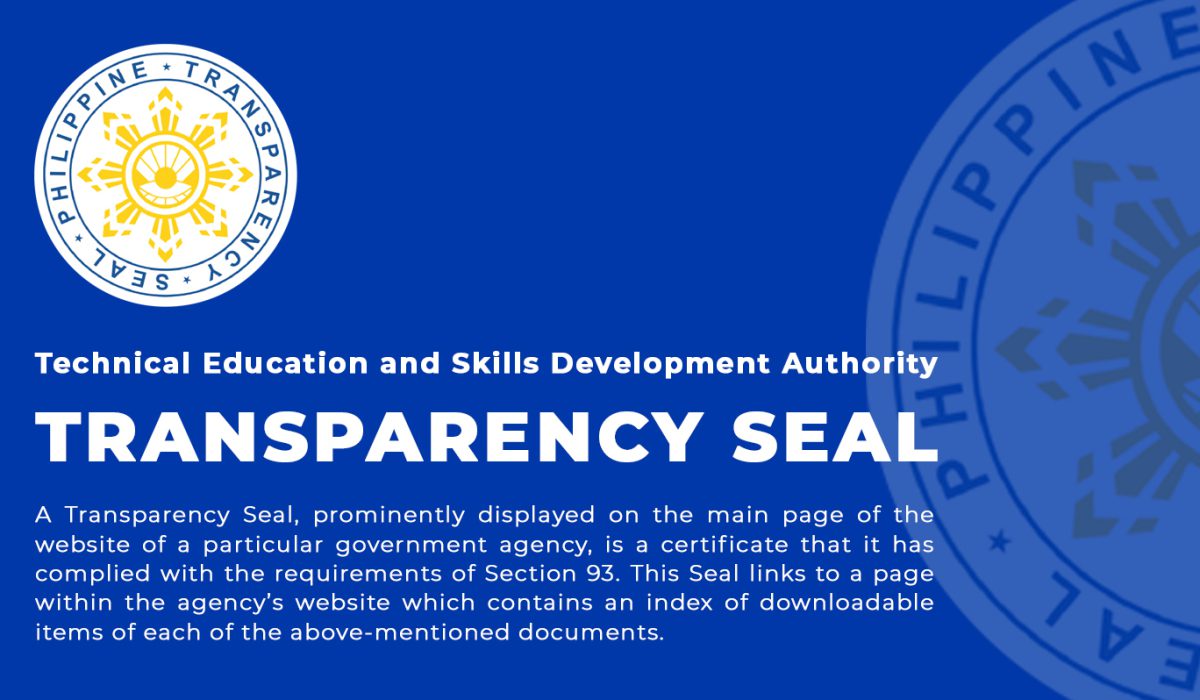 PHILIPPINE ★ TRANSPARENCY ★ SEAL ★
Technical Education and Skills Development Authority
TRANSPARENCY SEAL
A Transparency Seal, prominently displayed on the main page of the
website of a particular government agency, is a certificate that it has
complied with the requirements of Section 93. This Seal links to a page
within the agency’s website which contains an index of downloadable
items of each of the above-mentioned documents.
PHILIPPINE ★ SEAL